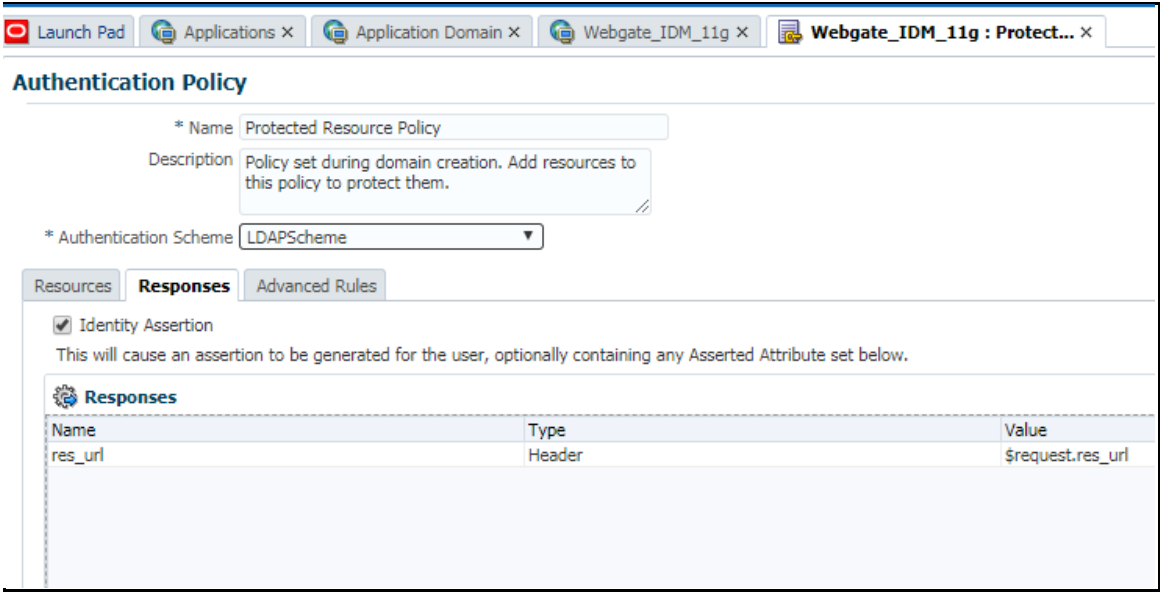 Launch Pad Applications × Application Domain × Webgate_IDM_11g × Webgate_IDM_11g : Protect... ×
Authentication Policy
* Name Protected Resource Policy
Description Policy set during domain creation. Add resources to
this policy to protect them.
* Authentication Scheme LDAPScheme
Resources Responses Advanced Rules
Identity Assertion
This will cause an assertion to be generated for the user, optionally containing any Asserted Attribute set below.
Responses
Name Type Value
res_url Header $request.res_url